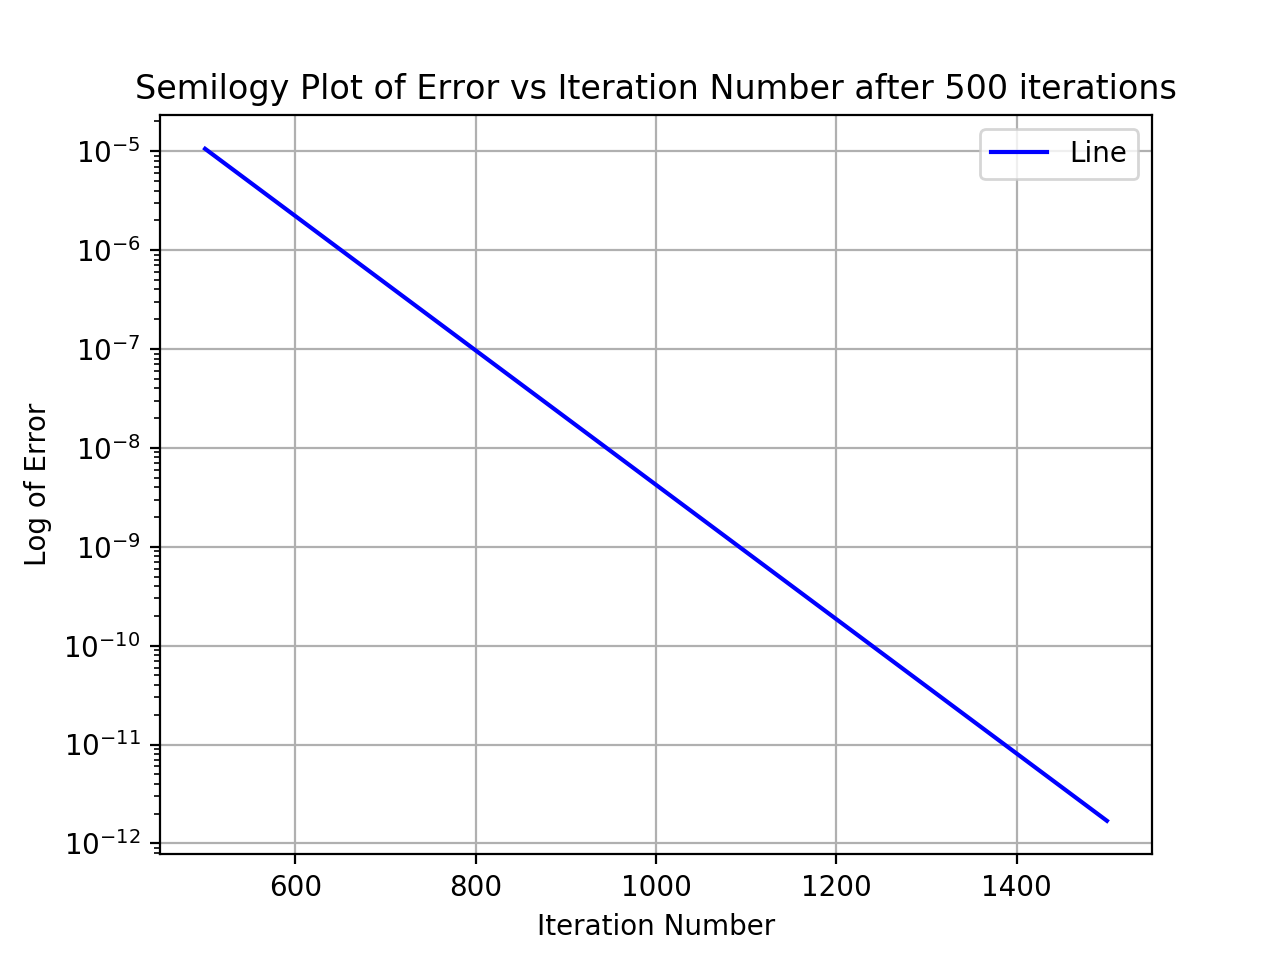 Semilogy Plot of Error vs Iteration Number after 500 iterations
Line
Log of Error
10⁻⁵
10⁻⁶
10⁻⁷
10⁻⁸
10⁻⁹
10⁻¹⁰
10⁻¹¹
10⁻¹²
600 800 1000 1200 1400
Iteration Number